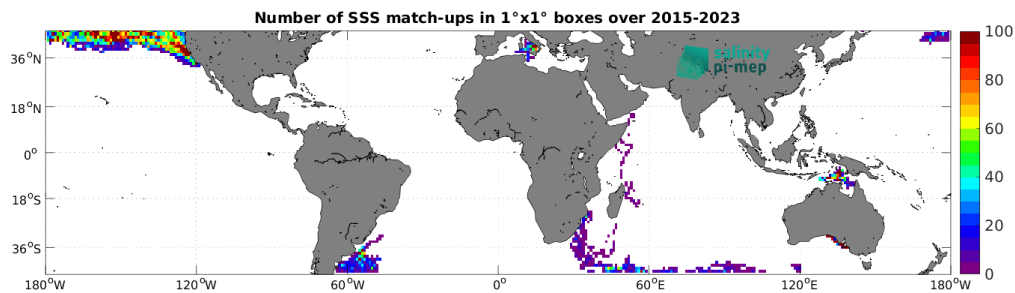 Number of SSS match-ups in 1°x1° boxes over 2015-2023
36°N
18°N
0°
18°S
36°S
180°W
120°W
60°W
0°
60°E
120°E
180°W
salinity
pi-mep
100
80
60
40
20
0